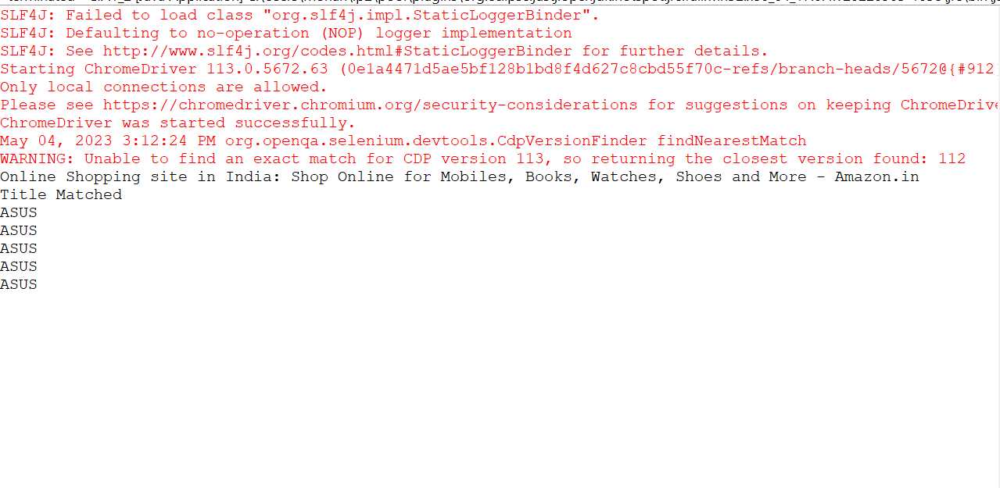 SLF4J: Failed to load class "org.slf4j.impl.StaticLoggerBinder".
SLF4J: Defaulting to no-operation (NOP) logger implementation
SLF4J: See http://www.slf4j.org/codes.html#StaticLoggerBinder for further details.
Starting ChromeDriver 113.0.5672.63 (0e1a4471d5ae5bf128b1bd8f4d627c8cbd55f70c-refs/branch-heads/5672@{#912
Only local connections are allowed.
Please see https://chromedriver.chromium.org/security-considerations for suggestions on keeping ChromeDrive
ChromeDriver was started successfully.
May 04, 2023 3:12:24 PM org.openqa.selenium.devtools.CdpVersionFinder findNearestMatch
WARNING: Unable to find an exact match for CDP version 113, so returning the closest version found: 112
Online Shopping site in India: Shop Online for Mobiles, Books, Watches, Shoes and More - Amazon.in
Title Matched
ASUS
ASUS
ASUS
ASUS
ASUS